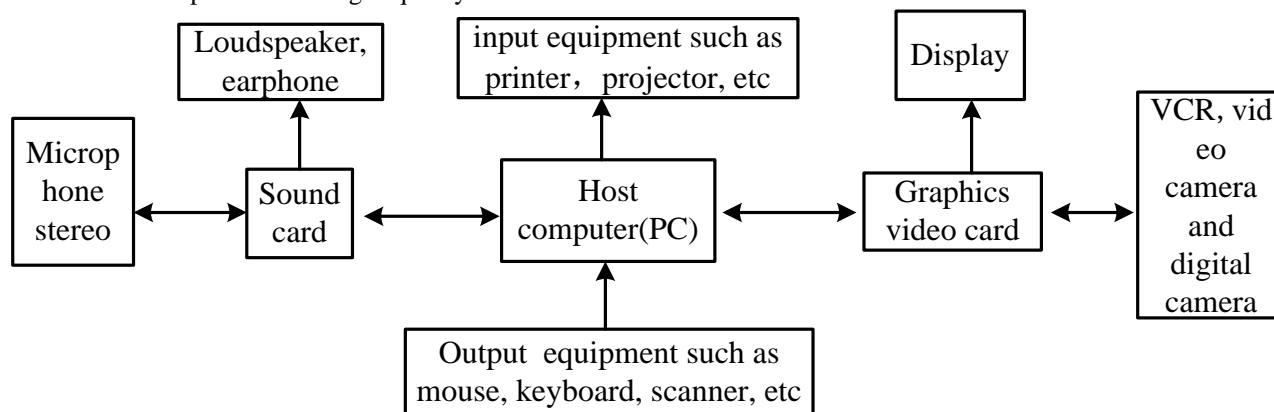 Loudspeaker,
earphone
input equipment such as
printer，projector, etc
Display
Microp
hone
stereo
Sound
card
Host
computer(PC)
Graphics
video card
VCR, vid
eo
camera
and
digital
camera
Output equipment such as
mouse, keyboard, scanner, etc